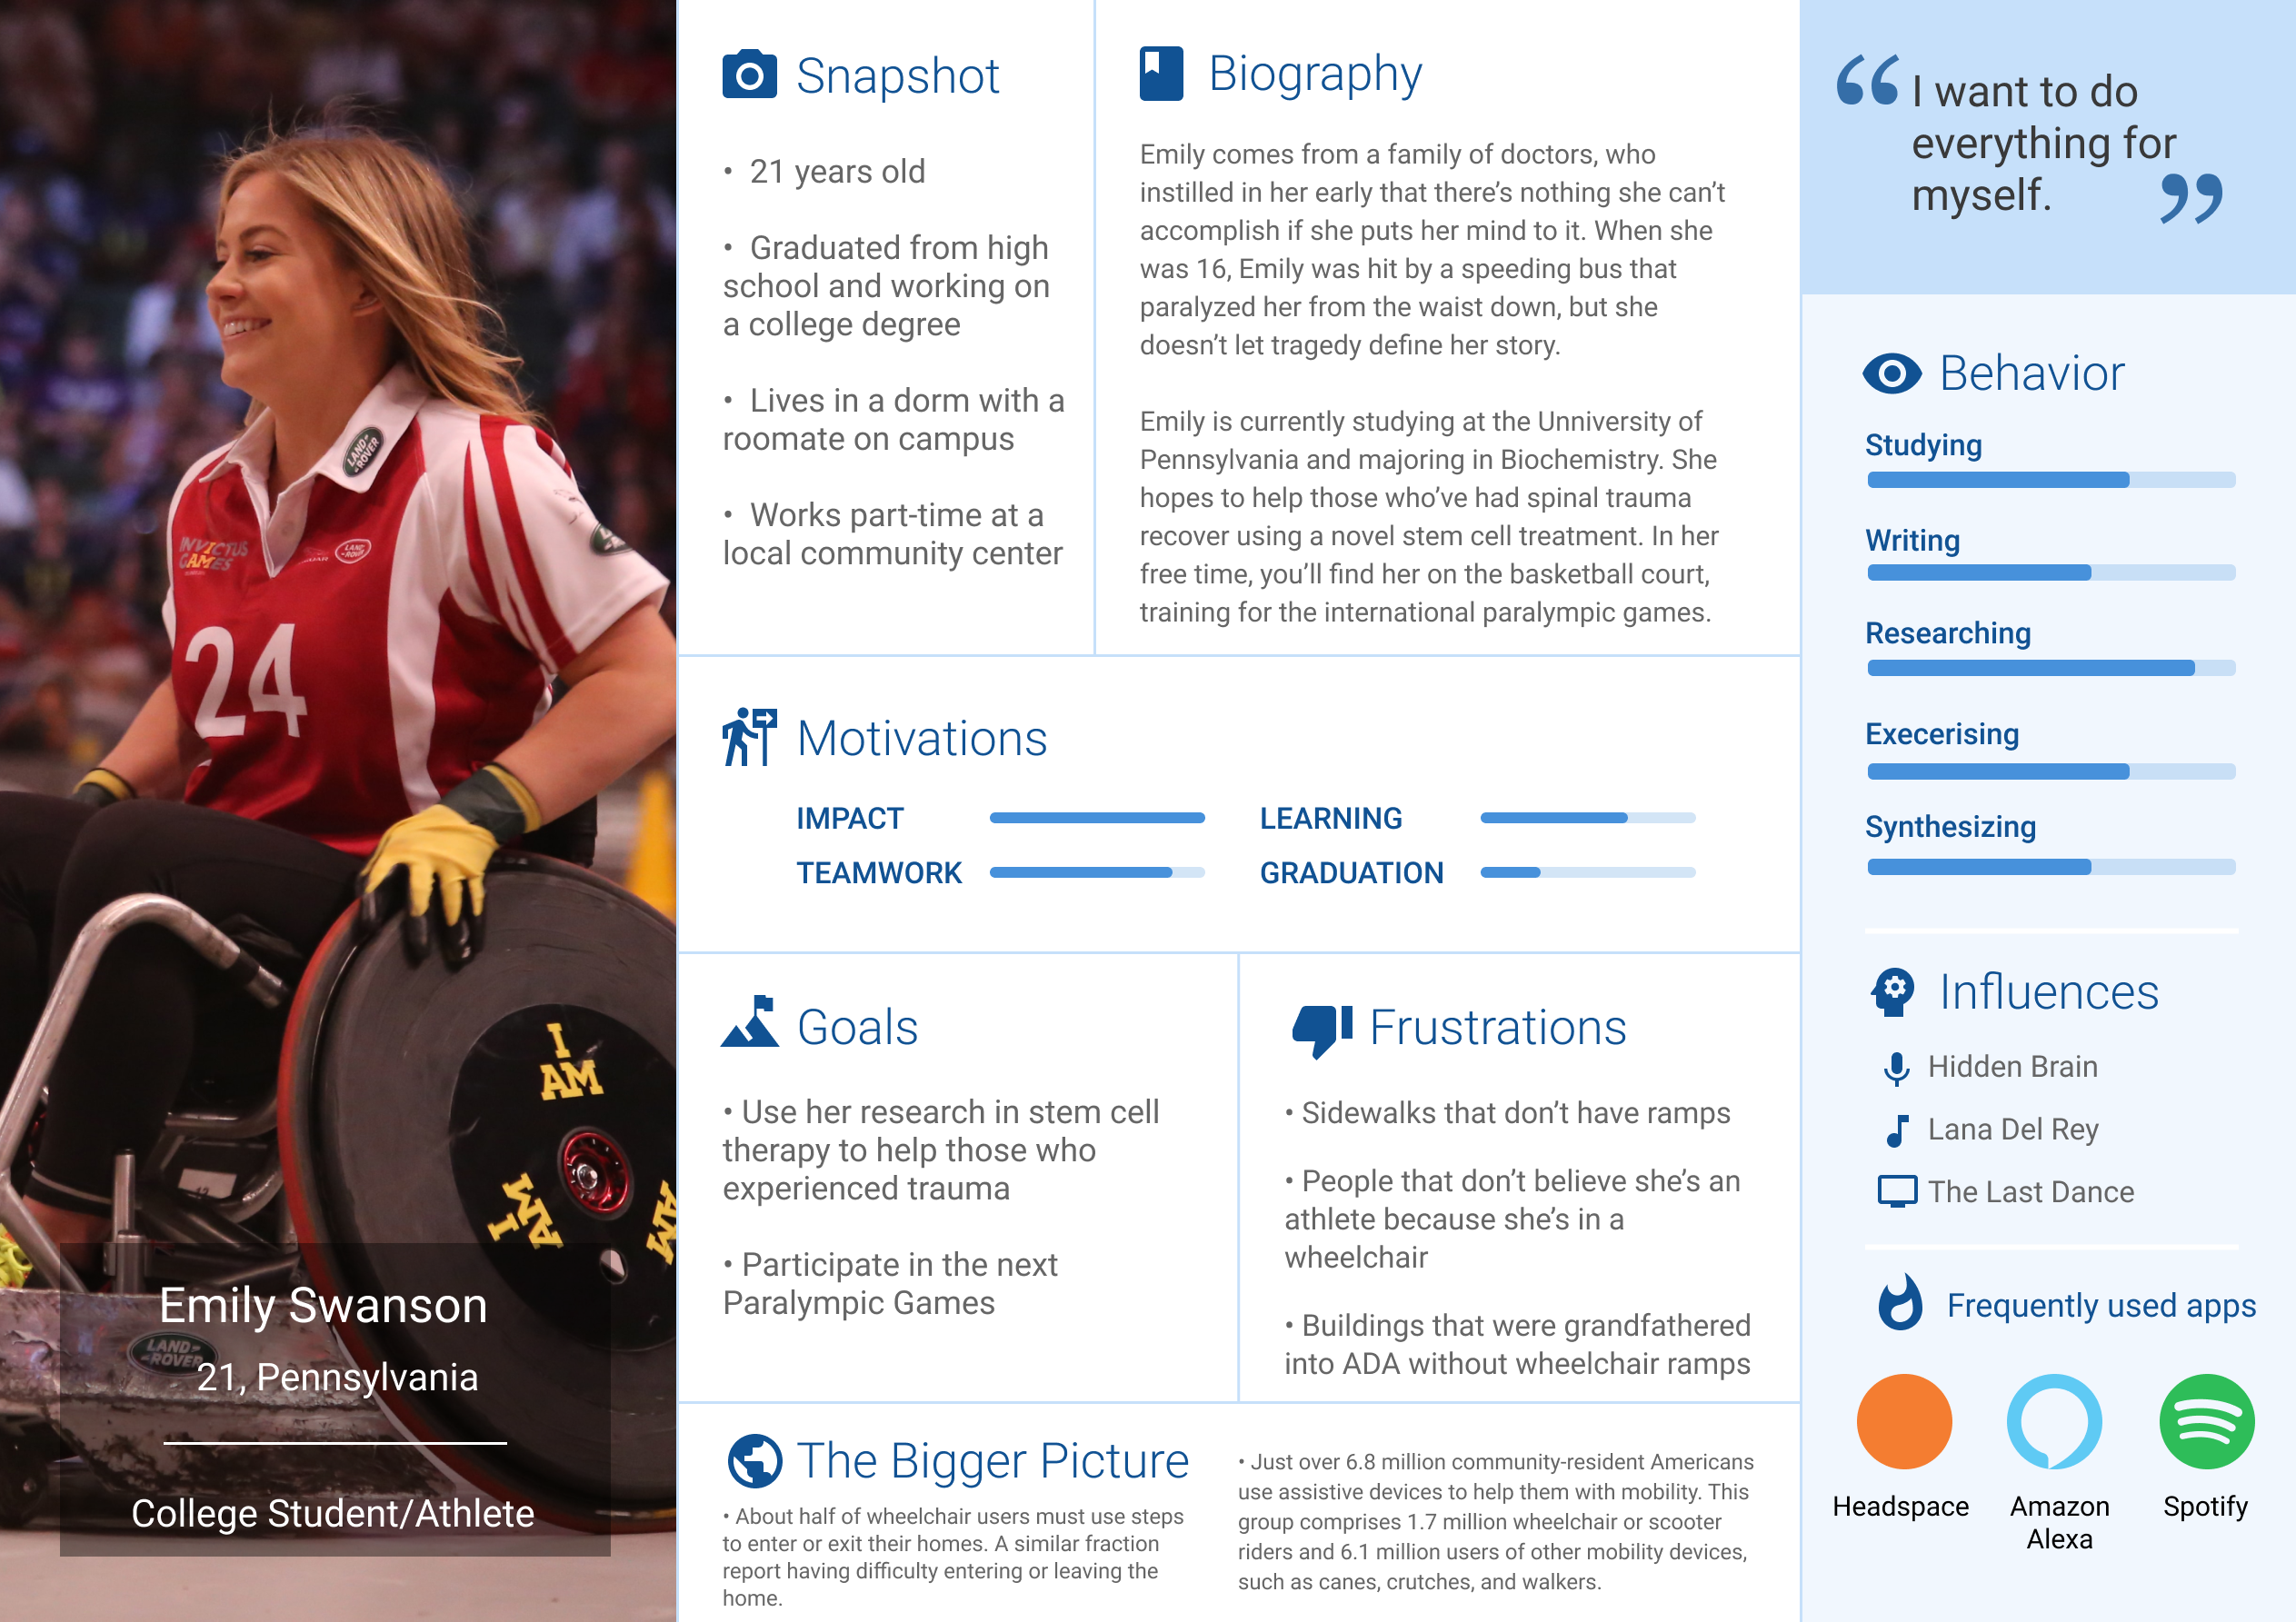 LAND-
ROVER
INVICTUS
GAMES
LAND-
ROVER
24
I
AM
I
AM
AM
LAND-
ROVER
Emily Swanson
21, Pennsylvania
College Student/Athlete
Snapshot
• 21 years old
• Graduated from high
school and working on
a college degree
• Lives in a dorm with a
roomate on campus
• Works part-time at a
local community center
Biography
Emily comes from a family of doctors, who
instilled in her early that there’s nothing she can’t
accomplish if she puts her mind to it. When she
was 16, Emily was hit by a speeding bus that
paralyzed her from the waist down, but she
doesn’t let tragedy define her story.
Emily is currently studying at the Unniversity of
Pennsylvania and majoring in Biochemistry. She
hopes to help those who’ve had spinal trauma
recover using a novel stem cell treatment. In her
free time, you’ll find her on the basketball court,
training for the international paralympic games.
Motivations
IMPACT
LEARNING
TEAMWORK
GRADUATION
Goals
• Use her research in stem cell
therapy to help those who
experienced trauma
• Participate in the next
Paralympic Games
Frustrations
• Sidewalks that don’t have ramps
• People that don’t believe she’s an
athlete because she’s in a
wheelchair
• Buildings that were grandfathered
into ADA without wheelchair ramps
The Bigger Picture
• About half of wheelchair users must use steps
to enter or exit their homes. A similar fraction
report having difficulty entering or leaving the
home.
• Just over 6.8 million community-resident Americans
use assistive devices to help them with mobility. This
group comprises 1.7 million wheelchair or scooter
riders and 6.1 million users of other mobility devices,
such as canes, crutches, and walkers.
“ I want to do
everything for
myself. ”
Behavior
Studying
Writing
Researching
Execerising
Synthesizing
Influences
Hidden Brain
Lana Del Rey
The Last Dance
Frequently used apps
Headspace
Amazon
Alexa
Spotify